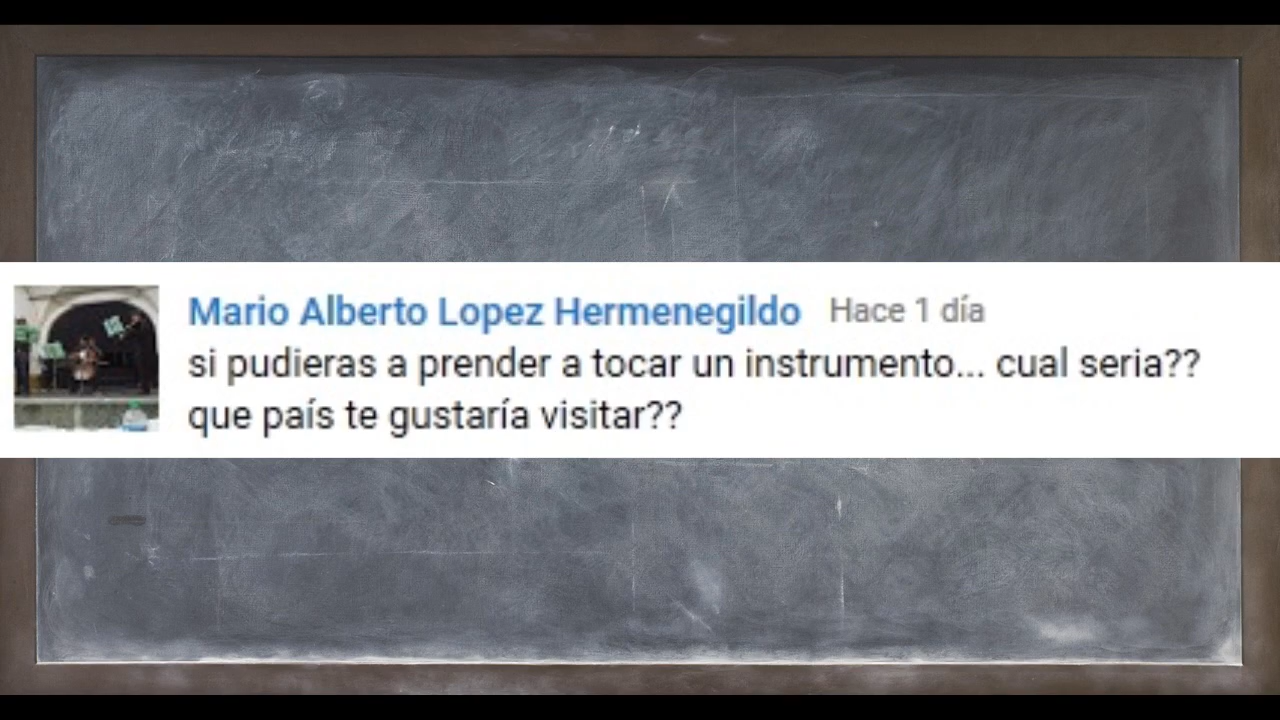 Mario Alberto Lopez Hermenegildo Hace 1 día
si pudieras a prender a tocar un instrumento... cual seria??
que país te gustaría visitar??